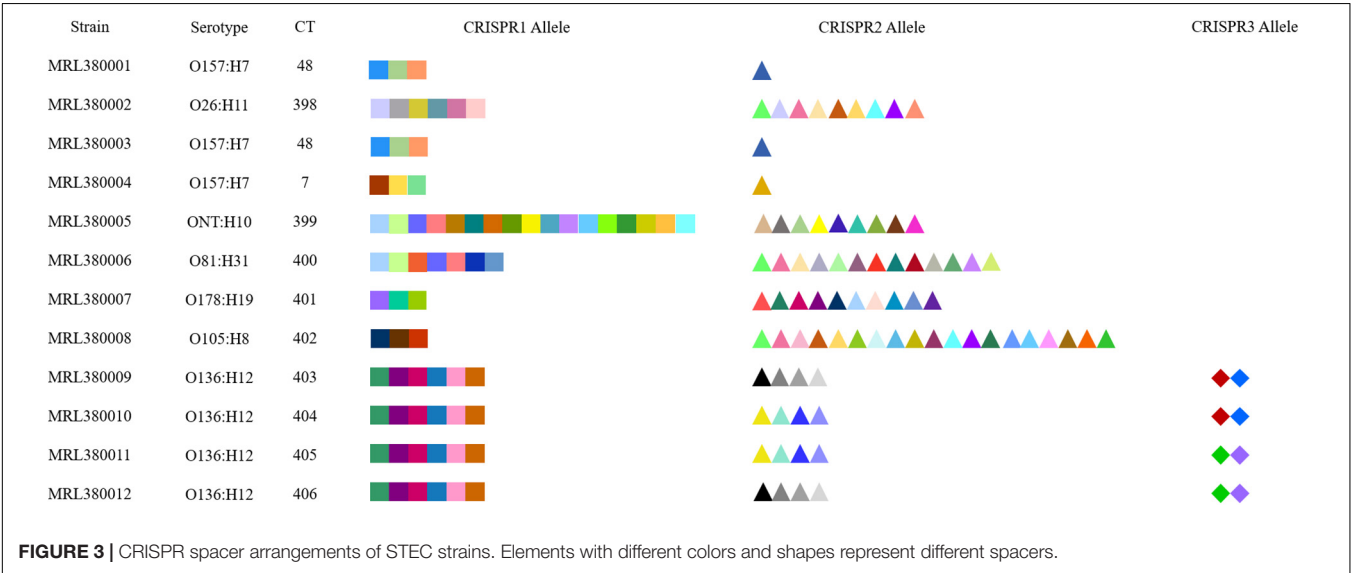 Strain Serotype CT CRISPR1 Allele CRISPR2 Allele CRISPR3 Allele
MRL380001 O157:H7 48
MRL380002 O26:H11 398
MRL380003 O157:H7 48
MRL380004 O157:H7 7
MRL380005 ONT:H10 399
MRL380006 O81:H31 400
MRL380007 O178:H19 401
MRL380008 O105:H8 402
MRL380009 O136:H12 403
MRL380010 O136:H12 404
MRL380011 O136:H12 405
MRL380012 O136:H12 406
FIGURE 3 | CRISPR spacer arrangements of STEC strains. Elements with different colors and shapes represent different spacers.